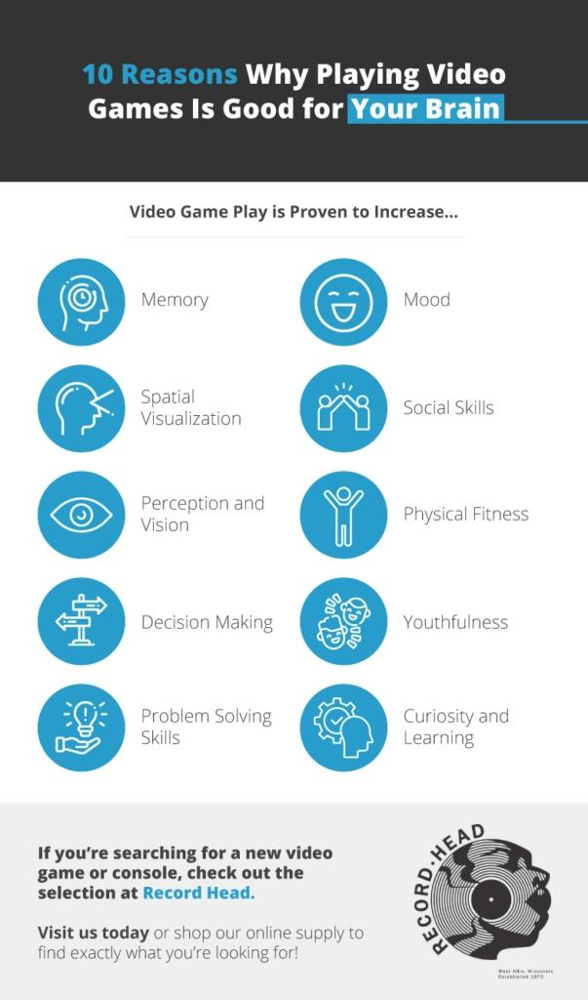 10 Reasons Why Playing Video
Games Is Good for Your Brain
Video Game Play is Proven to Increase...
Memory
Mood
Spatial
Visualization
Social Skills
Perception and
Vision
Physical Fitness
Decision Making
Youthfulness
Problem Solving
Skills
Curiosity and
Learning
If you're searching for a new video
game or console, check out the
selection at Record Head.
Visit us today or shop our online supply to
find exactly what you're looking for!
RECORD·HEAD
West Allis, Wisconsin
Established 1972